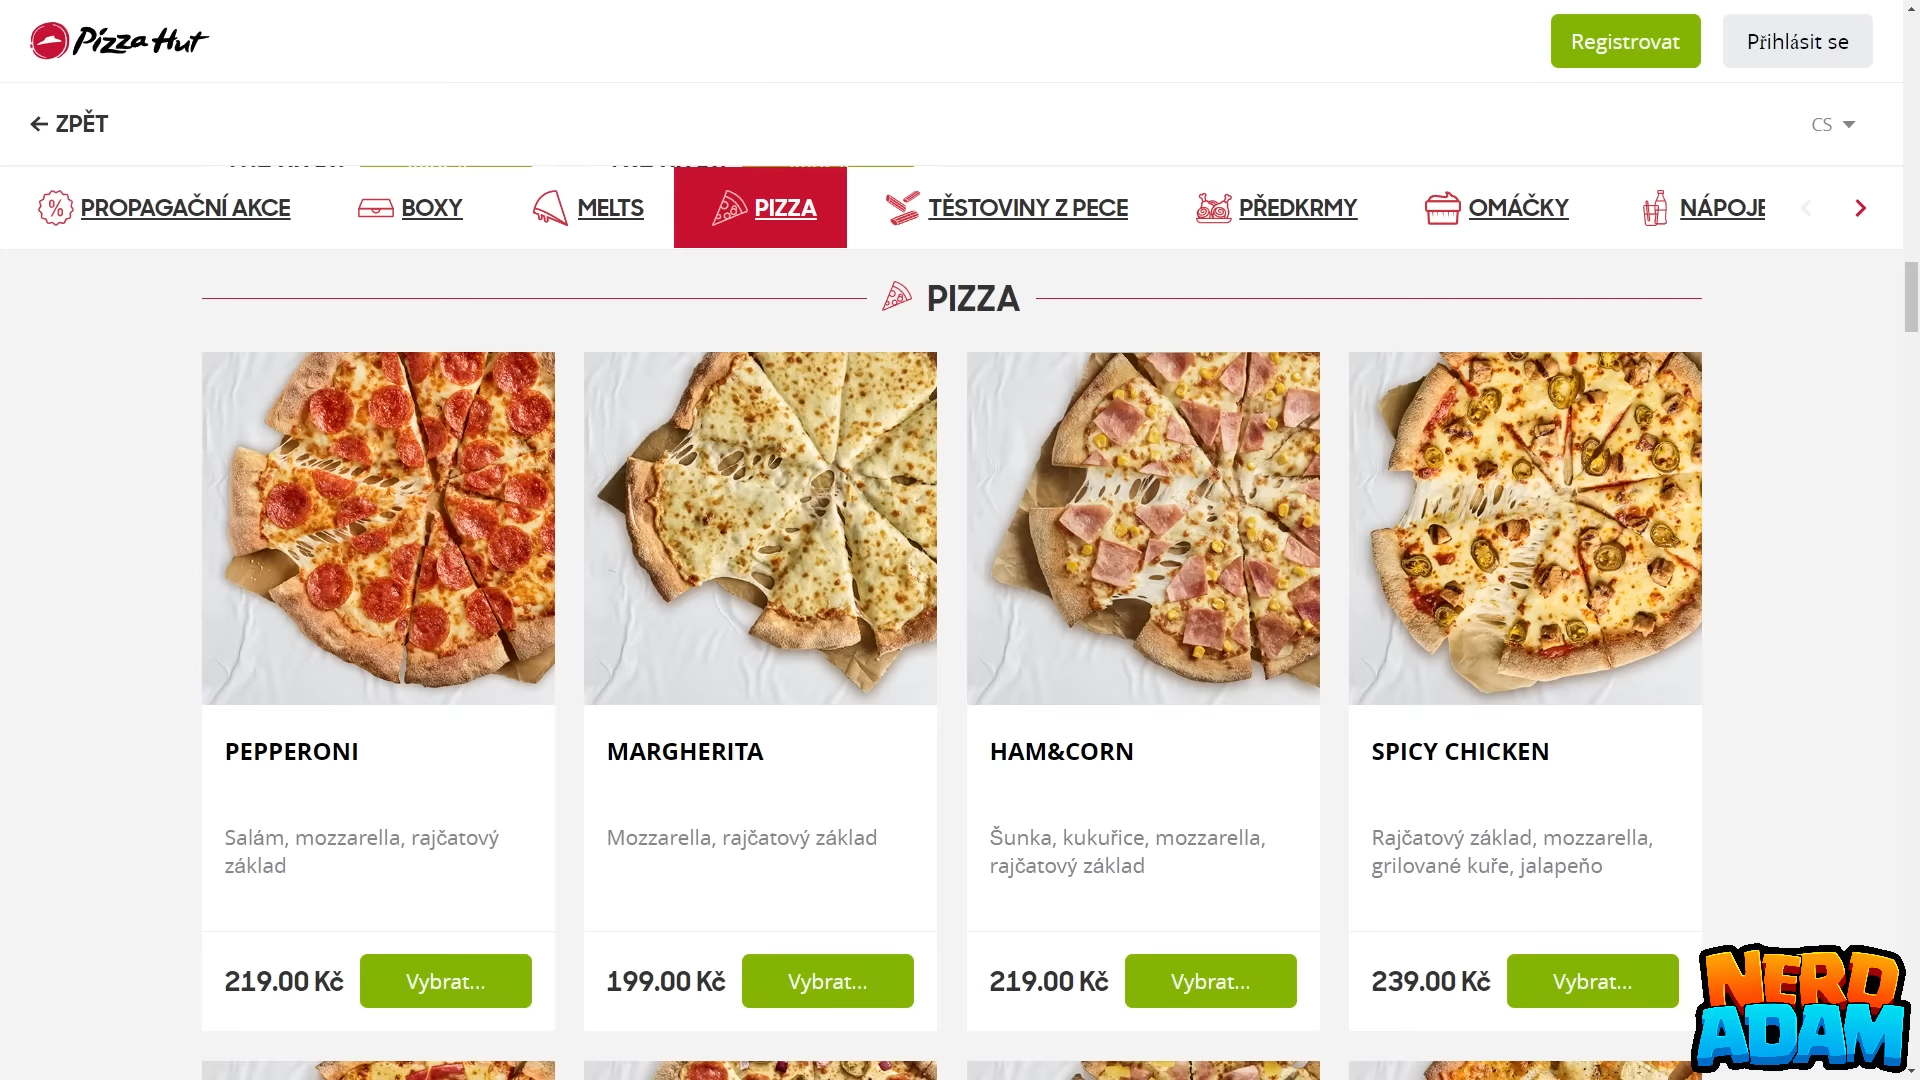 Pizza Hut
Registrovat
Přihlásit se
← ZPĚT
CS
PROPAGAČNÍ AKCE
BOXY
MELTS
PIZZA
TĚSTOVINY Z PECE
PŘEDKRMY
OMÁČKY
NÁPOJE
PIZZA
PEPPERONI
Salám, mozzarella, rajčatový
základ
219.00 Kč
Vybrat...
MARGHERITA
Mozzarella, rajčatový základ
199.00 Kč
Vybrat...
HAM&CORN
Šunka, kukuřice, mozzarella,
rajčatový základ
219.00 Kč
Vybrat...
SPICY CHICKEN
Rajčatový základ, mozzarella,
grilované kuře, jalapeňo
239.00 Kč
Vybrat...
NERD
ADAM